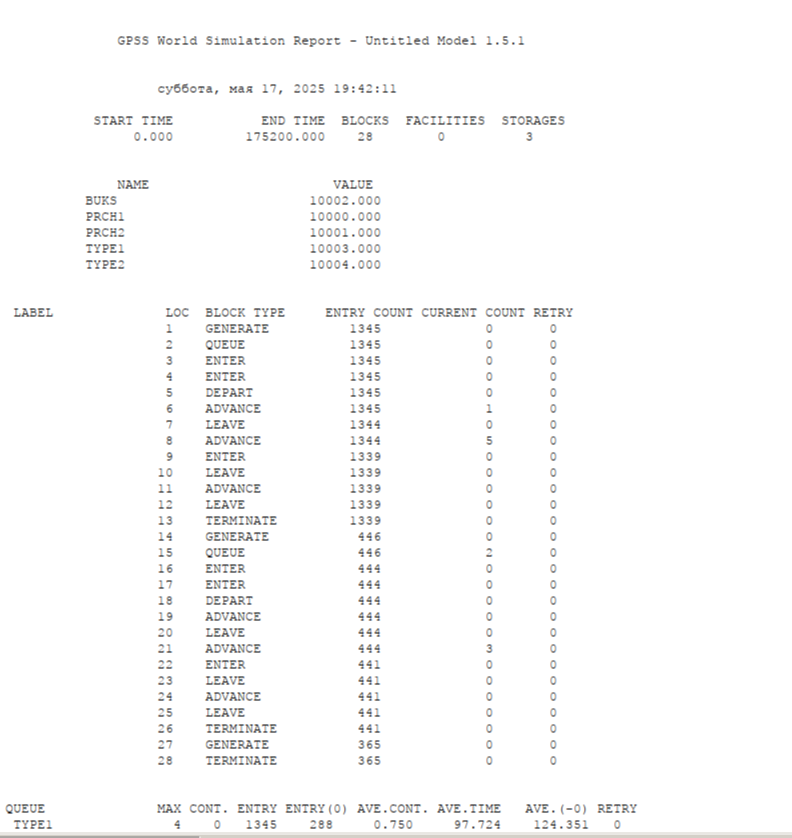 GPSS World Simulation Report - Untitled Model 1.5.1
суббота, мая 17, 2025 19:42:11
START TIME END TIME BLOCKS FACILITIES STORAGES
0.000 175200.000 28 0 3
NAME VALUE
BUKS 10002.000
PRCH1 10000.000
PRCH2 10001.000
TYPE1 10003.000
TYPE2 10004.000
LABEL LOC BLOCK TYPE ENTRY COUNT CURRENT COUNT RETRY
1 GENERATE 1345 0 0
2 QUEUE 1345 0 0
3 ENTER 1345 0 0
4 ENTER 1345 0 0
5 DEPART 1345 0 0
6 ADVANCE 1345 1 0
7 LEAVE 1344 0 0
8 ADVANCE 1344 5 0
9 ENTER 1339 0 0
10 LEAVE 1339 0 0
11 ADVANCE 1339 0 0
12 LEAVE 1339 0 0
13 TERMINATE 1339 0 0
14 GENERATE 446 0 0
15 QUEUE 446 2 0
16 ENTER 444 0 0
17 ENTER 444 0 0
18 DEPART 444 0 0
19 ADVANCE 444 0 0
20 LEAVE 444 0 0
21 ADVANCE 444 3 0
22 ENTER 441 0 0
23 LEAVE 441 0 0
24 ADVANCE 441 0 0
25 LEAVE 441 0 0
26 TERMINATE 441 0 0
27 GENERATE 365 0 0
28 TERMINATE 365 0 0
QUEUE MAX CONT. ENTRY ENTRY(0) AVE.CONT. AVE.TIME AVE.(-0) RETRY
TYPE1 4 0 1345 288 0.750 97.724 124.351 0